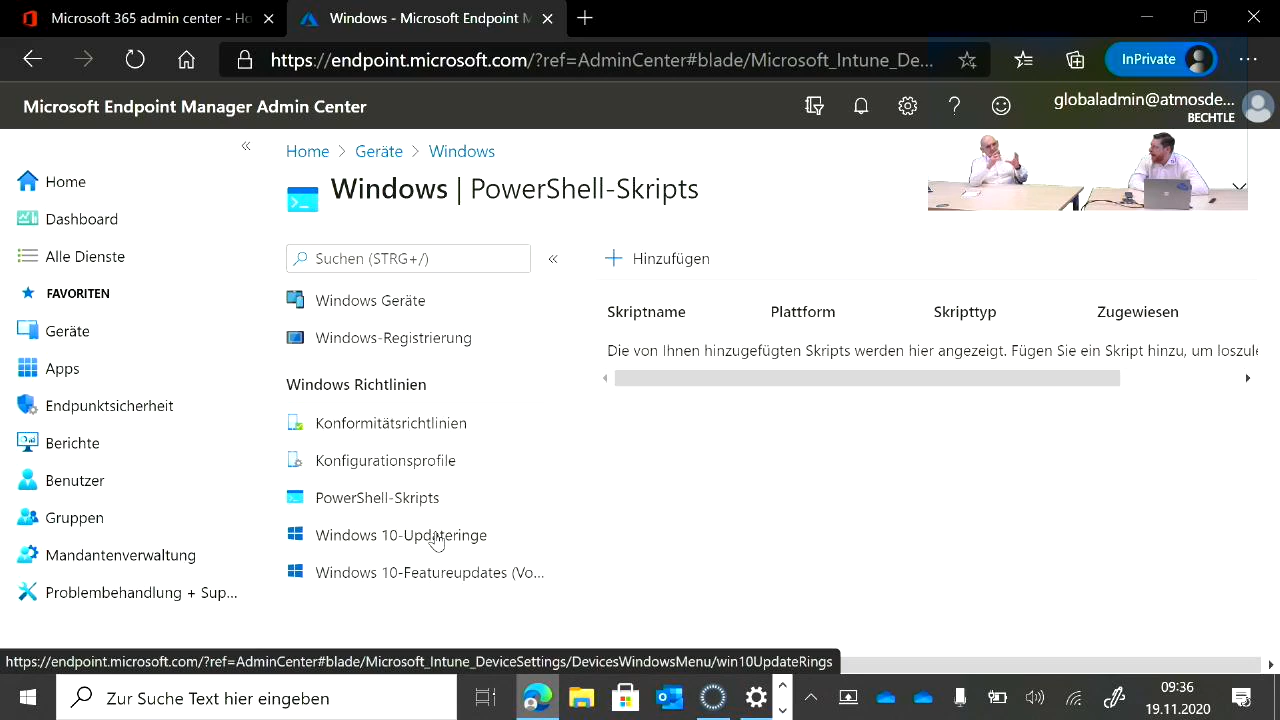 Microsoft 365 admin center - Ho
Windows - Microsoft Endpoint M
https://endpoint.microsoft.com/?ref=AdminCenter#blade/Microsoft_Intune_De...
InPrivate
Microsoft Endpoint Manager Admin Center
globaladmin@atmosde...
BECHTLE
Home > Geräte > Windows
Windows | PowerShell-Skripts
Home
Dashboard
Alle Dienste
FAVORITEN
Geräte
Apps
Endpunktsicherheit
Berichte
Benutzer
Gruppen
Mandantenverwaltung
Problembehandlung + Sup...
Suchen (STRG+/)
Windows Geräte
Windows-Registrierung
Windows Richtlinien
Konformitätsrichtlinien
Konfigurationsprofile
PowerShell-Skripts
Windows 10-Updateringe
Windows 10-Featureupdates (Vo...
Hinzufügen
Skriptname Plattform Skripttyp Zugewiesen
Die von Ihnen hinzugefügten Skripts werden hier angezeigt. Fügen Sie ein Skript hinzu, um loszule
https://endpoint.microsoft.com/?ref=AdminCenter#blade/Microsoft_Intune_DeviceSettings/DevicesWindowsMenu/win10UpdateRings
Zur Suche Text hier eingeben
09:36
19.11.2020